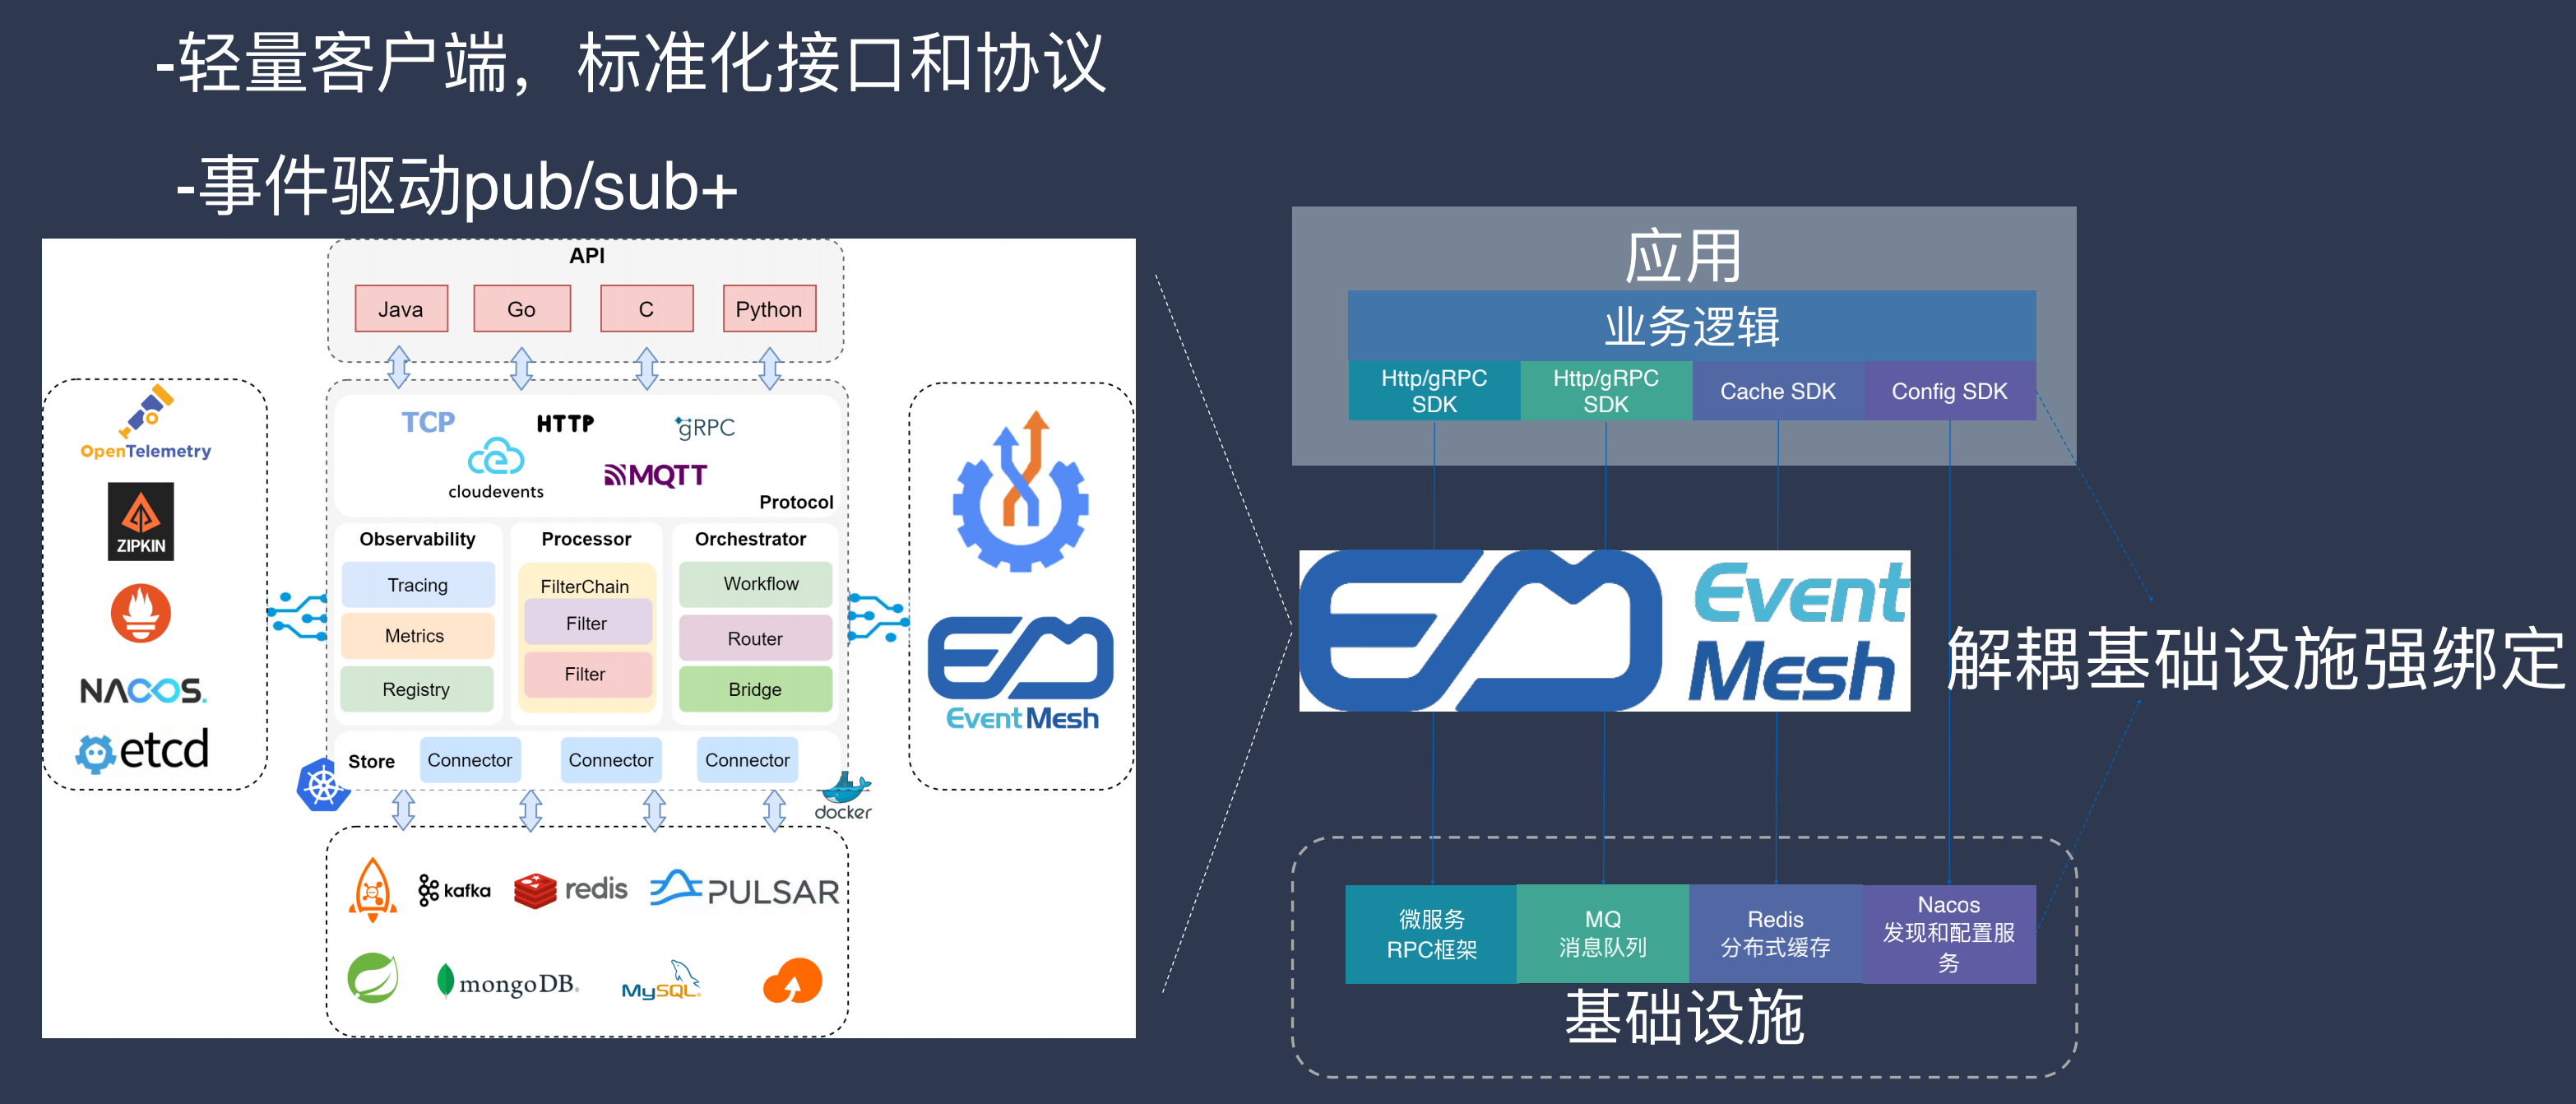 -轻量客户端，标准化接口和协议
-事件驱动pub/sub+
API
Java
Go
C
Python
OpenTelemetry
ZIPKIN
NACOS.
etcd
TCP
HTTP
gRPC
cloudevents
MQTT
Protocol
Observability
Tracing
Metrics
Registry
Processor
FilterChain
Filter
Filter
Orchestrator
Workflow
Router
Bridge
Store
Connector
Connector
Connector
docker
Event Mesh
kafka
redis
PULSAR
mongoDB.
MySQL
应用
业务逻辑
Http/gRPC
SDK
Http/gRPC
SDK
Cache SDK
Config SDK
Event
Mesh
解耦基础设施强绑定
微服务
RPC框架
MQ
消息队列
Redis
分布式缓存
Nacos
发现和配置服
务
基础设施